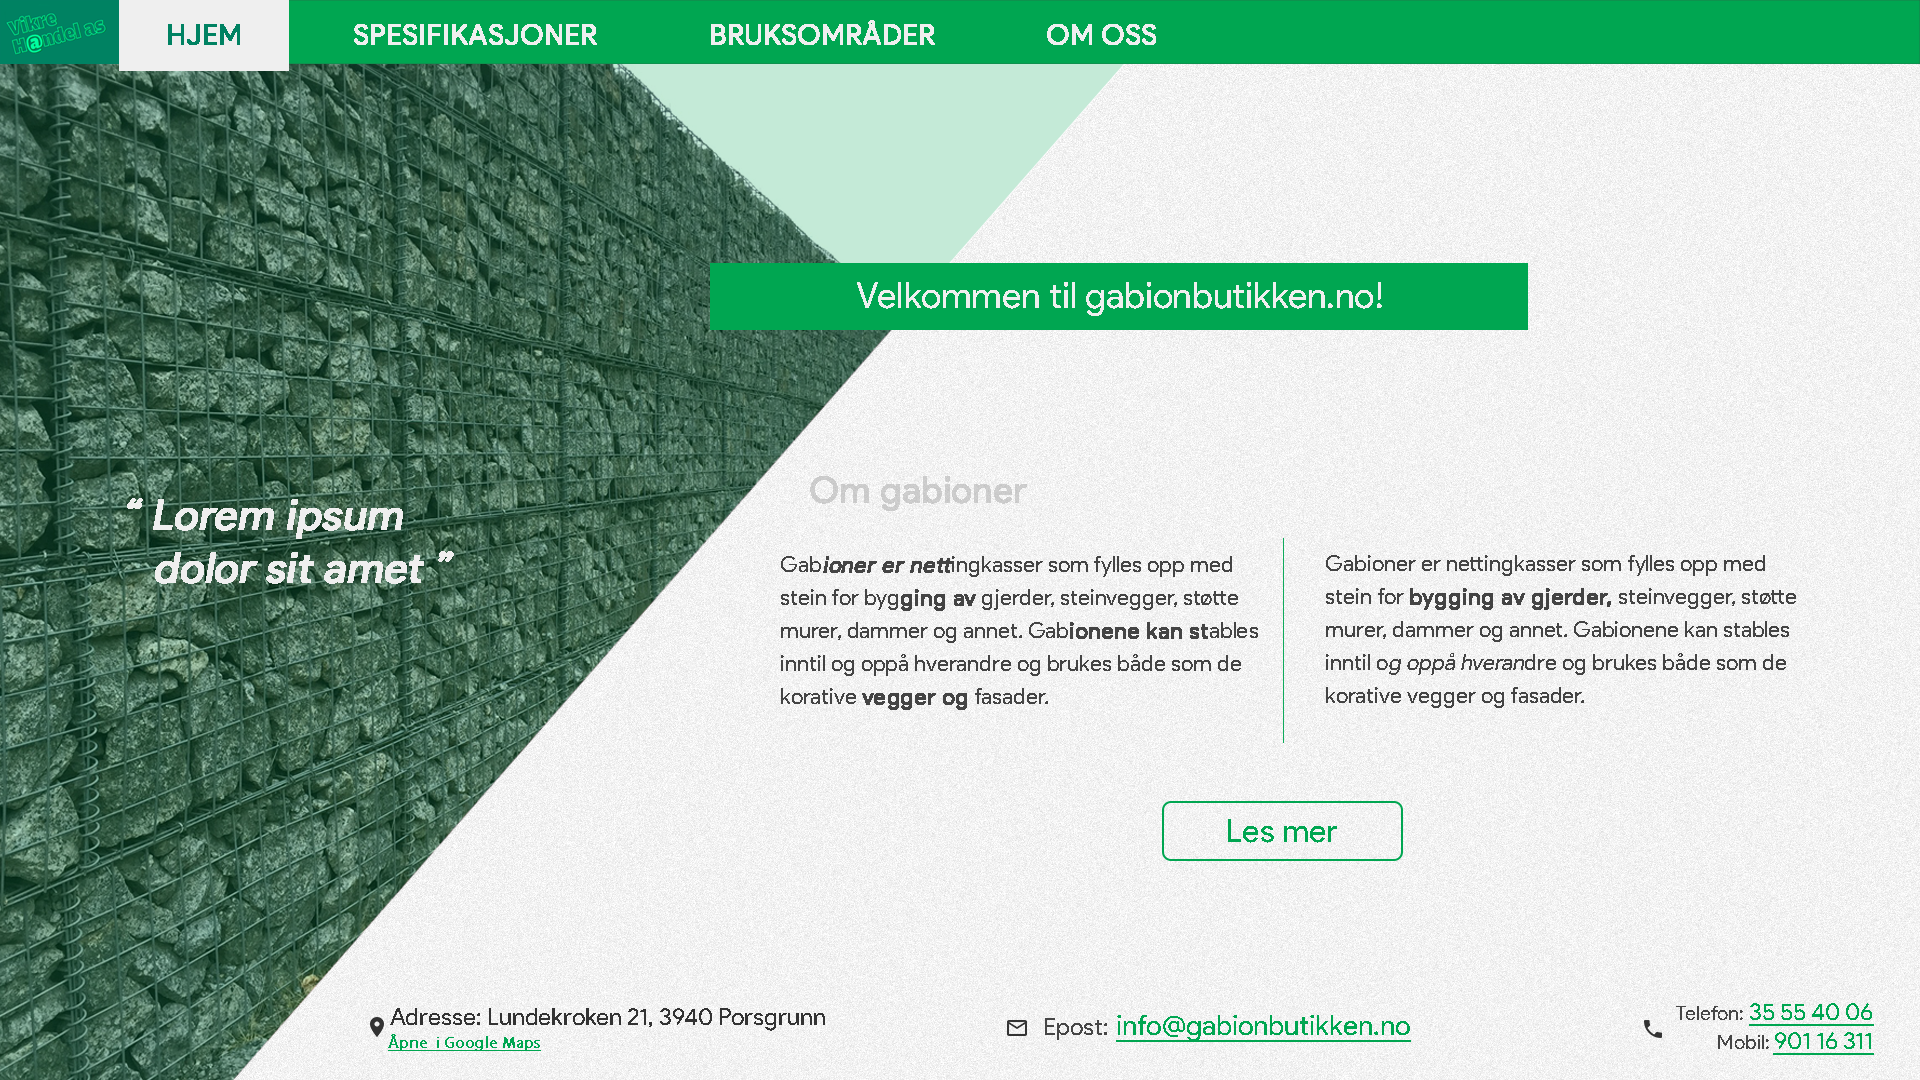 Vikre
H@ndel as
HJEM
SPESIFIKASJONER
BRUKSOMRÅDER
OM OSS
Velkommen til gabionbutikken.no!
“ Lorem ipsum
dolor sit amet ”
Om gabioner
Gabioner er nettingkasser som fylles opp med
stein for bygging av gjerder, steinvegger, støtte
murer, dammer og annet. Gabionene kan stables
inntil og oppå hverandre og brukes både som de
korative vegger og fasader.
Gabioner er nettingkasser som fylles opp med
stein for bygging av gjerder, steinvegger, støtte
murer, dammer og annet. Gabionene kan stables
inntil og oppå hverandre og brukes både som de
korative vegger og fasader.
Les mer
Adresse: Lundekroken 21, 3940 Porsgrunn
Åpne i Google Maps
Epost: info@gabionbutikken.no
Telefon: 35 55 40 06
Mobil: 901 16 311